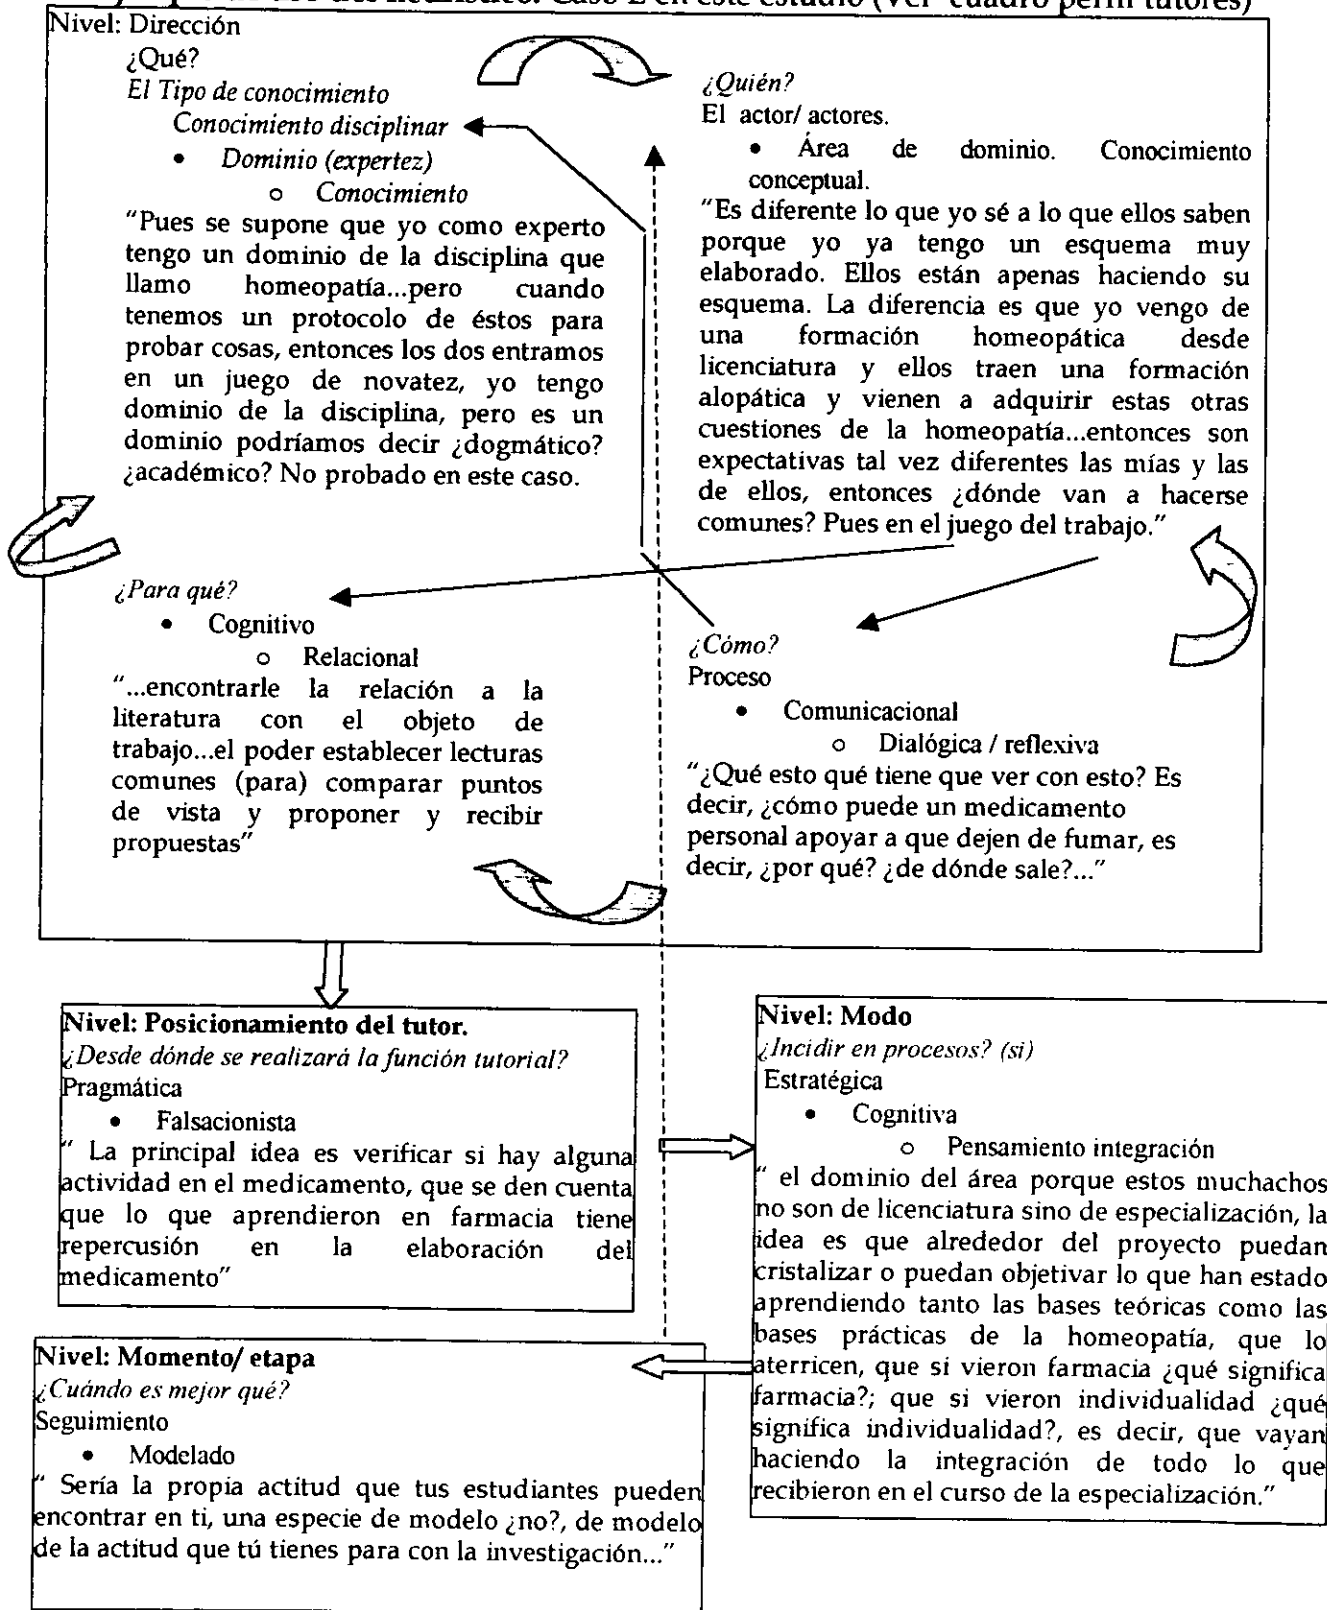 Nivel: Dirección
¿Qué?
El Tipo de conocimiento
Conocimiento disciplinar
• Dominio (expertez)
o Conocimiento
"Pues se supone que yo como experto
tengo un dominio de la disciplina que
llamo homeopatía...pero cuando
tenemos un protocolo de éstos para
probar cosas, entonces los dos entramos
en un juego de novatez, yo tengo
dominio de la disciplina, pero es un
dominio podríamos decir ¿dogmático?
¿académico? No probado en este caso.
¿Quién?
El actor/ actores.
• Área de dominio. Conocimiento
conceptual.
"Es diferente lo que yo sé a lo que ellos saben
porque yo ya tengo un esquema muy
elaborado. Ellos están apenas haciendo su
esquema. La diferencia es que yo vengo de
una formación homeopática desde
licenciatura y ellos traen una formación
alopática y vienen a adquirir estas otras
cuestiones de la homeopatía...entonces son
expectativas tal vez diferentes las mías y las
de ellos, entonces ¿dónde van a hacerse
comunes? Pues en el juego del trabajo."
¿Para qué?
• Cognitivo
o Relacional
"...encontrarle la relación a la
literatura con el objeto de
trabajo...el poder establecer lecturas
comunes (para) comparar puntos
de vista y proponer y recibir
propuestas"
¿Cómo?
Proceso
• Comunicacional
o Dialógica / reflexiva
"¿Qué esto qué tiene que ver con esto? Es
decir, ¿cómo puede un medicamento
personal apoyar a que dejen de fumar, es
decir, ¿por qué? ¿de dónde sale?..."
Nivel: Posicionamiento del tutor.
¿Desde dónde se realizará la función tutorial?
Pragmática
• Falsacionista
" La principal idea es verificar si hay alguna
actividad en el medicamento, que se den cuenta
que lo que aprendieron en farmacia tiene
repercusión en la elaboración del
medicamento"
Nivel: Modo
¿Incidir en procesos? (si)
Estratégica
• Cognitiva
o Pensamiento integración
" el dominio del área porque estos muchachos
no son de licenciatura sino de especialización, la
idea es que alrededor del proyecto puedan
cristalizar o puedan objetivar lo que han estado
aprendiendo tanto las bases teóricas como las
bases prácticas de la homeopatía, que lo
aterricen, que si vieron farmacia ¿qué significa
farmacia?; que si vieron individualidad ¿qué
significa individualidad?, es decir, que vayan
haciendo la integración de todo lo que
recibieron en el curso de la especialización."
Nivel: Momento/ etapa
¿Cuándo es mejor qué?
Seguimiento
• Modelado
" Sería la propia actitud que tus estudiantes pueden
encontrar en ti, una especie de modelo ¿no?, de modelo
de la actitud que tú tienes para con la investigación..."